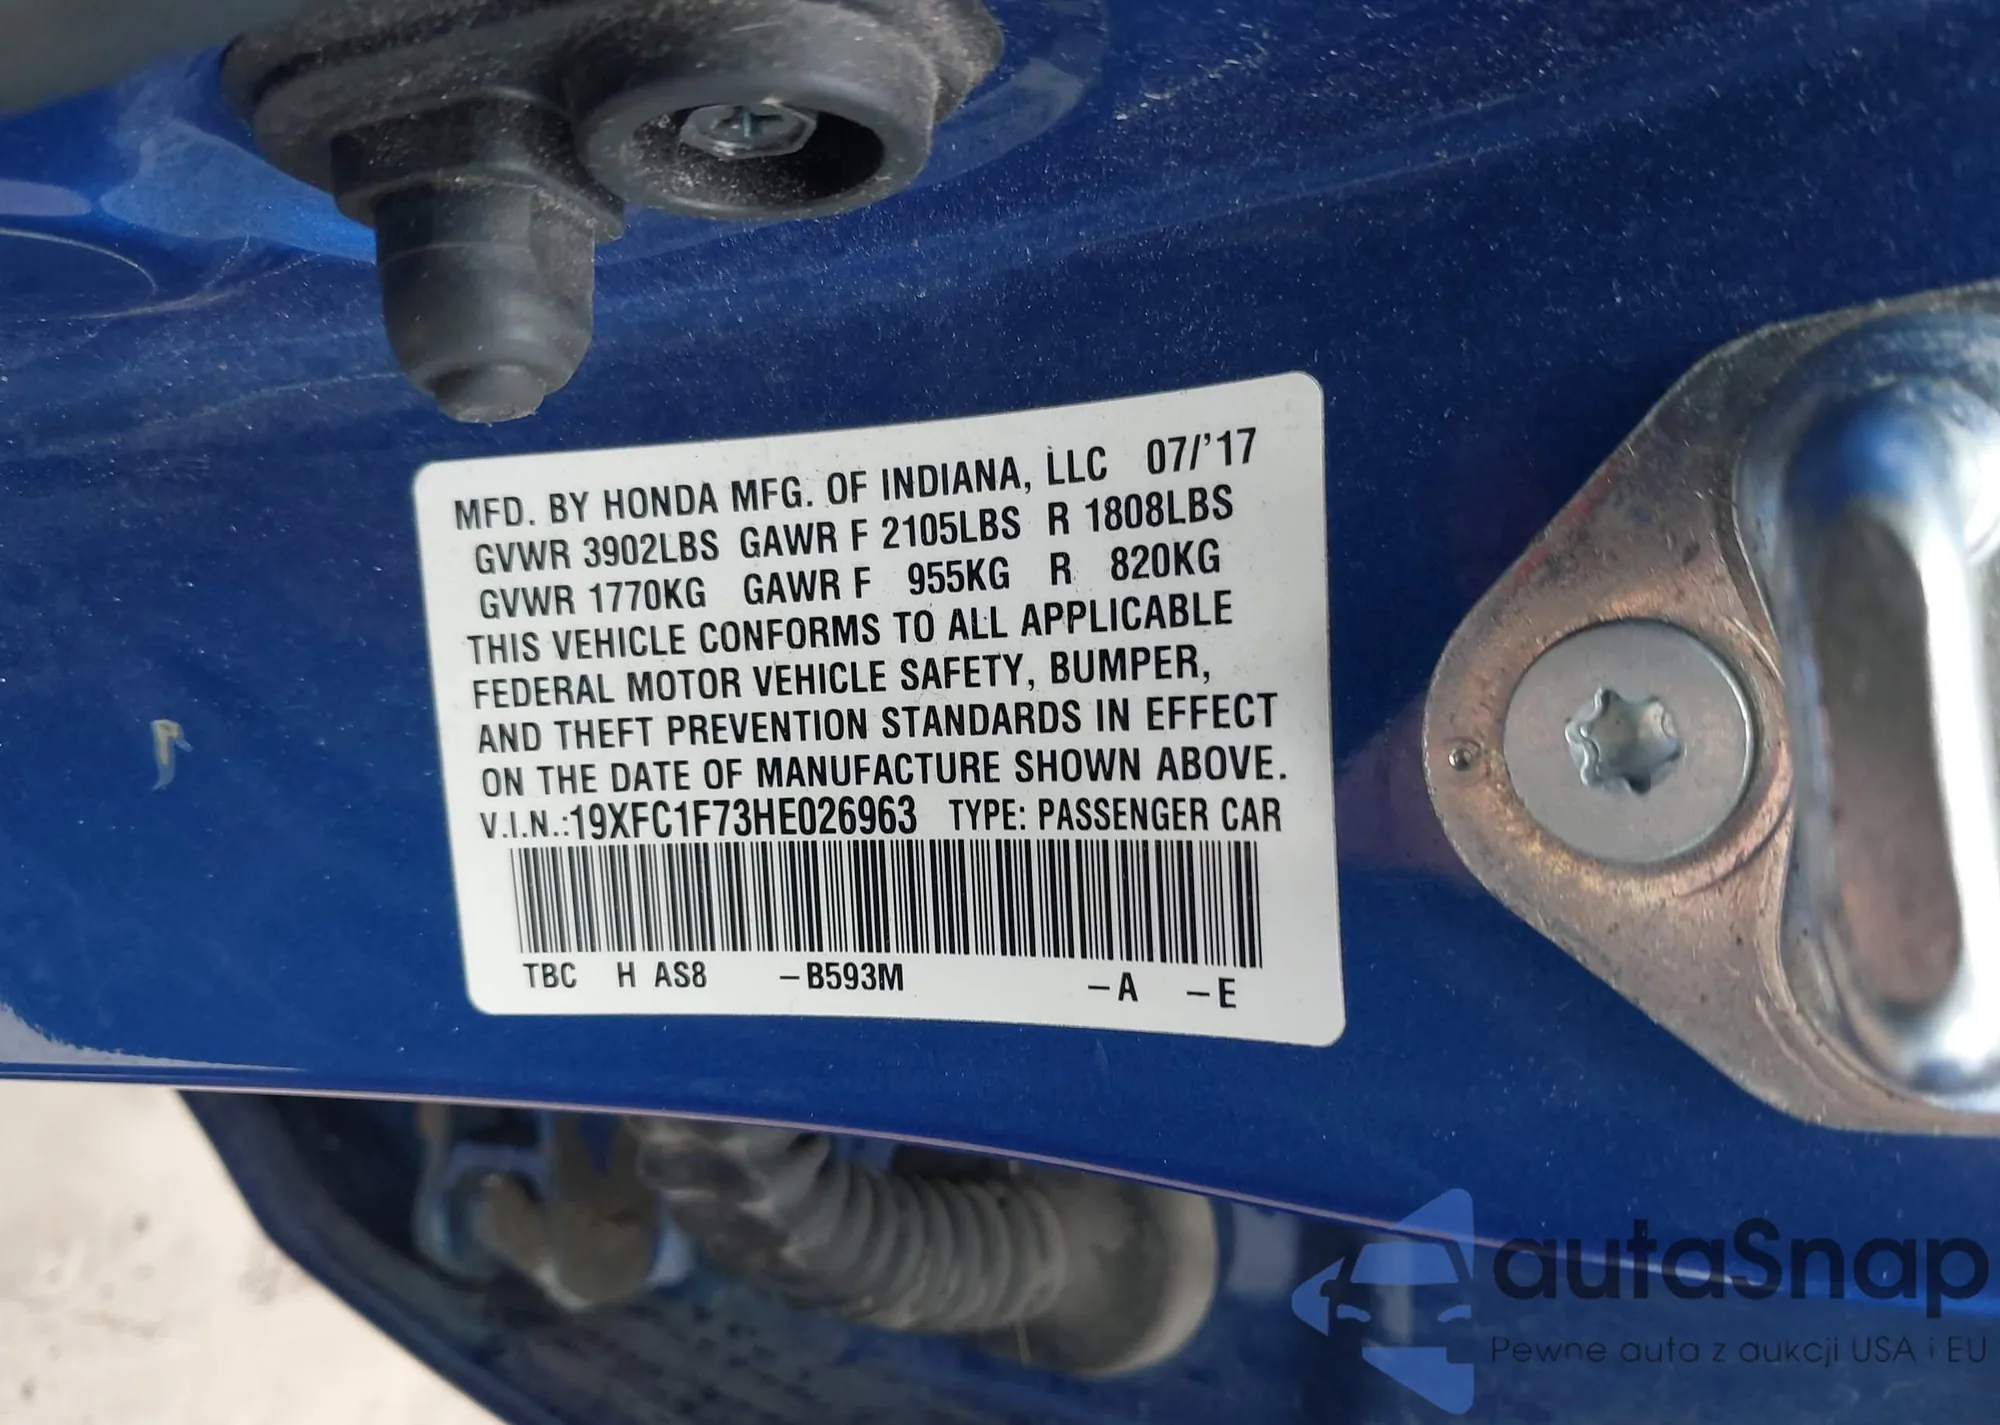 MFD. BY HONDA MFG. OF INDIANA, LLC 07/'17
GVWR 3902LBS GAWR F 2105LBS R 1808LBS
GVWR 1770KG GAWR F 955KG R 820KG
THIS VEHICLE CONFORMS TO ALL APPLICABLE
FEDERAL MOTOR VEHICLE SAFETY, BUMPER,
AND THEFT PREVENTION STANDARDS IN EFFECT
ON THE DATE OF MANUFACTURE SHOWN ABOVE.
V.I.N.:19XFC1F73HE026963 TYPE: PASSENGER CAR
TBC H AS8 –B593M –A –E
autaSnap
Pewne auta z aukcji USA i EU